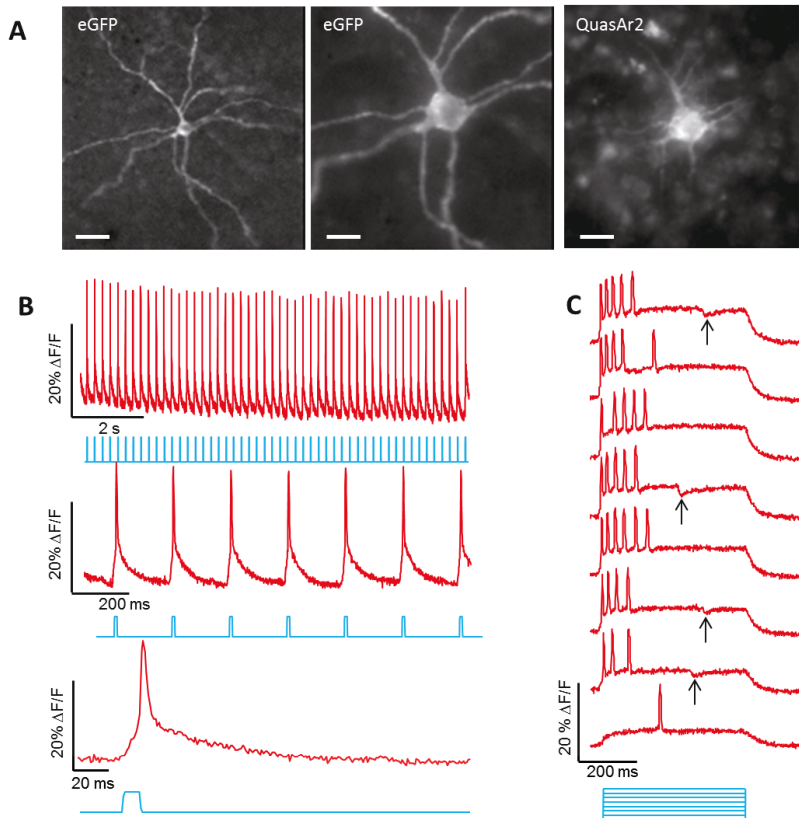 A
eGFP
eGFP
QuasAr2
B
20% ΔF/F
2 s
20% ΔF/F
200 ms
20% ΔF/F
20 ms
C
20 % ΔF/F
200 ms